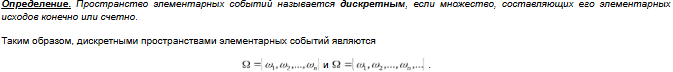 Определение. Пространство элементарных событий называется дискретным, если множество, составляющих его элементарных
исходов конечно или счетно.
Таким образом, дискретными пространствами элементарных событий являются
Ω = |ω₁, ω₂, ..., ωₙ| и Ω = |ω₁, ω₂, ..., ωₙ, ...| .